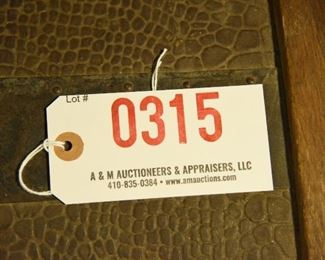 Lot #
0315
A & M AUCTIONEERS & APPRAISERS, LLC
410-835-0384 • www.amauctions.com